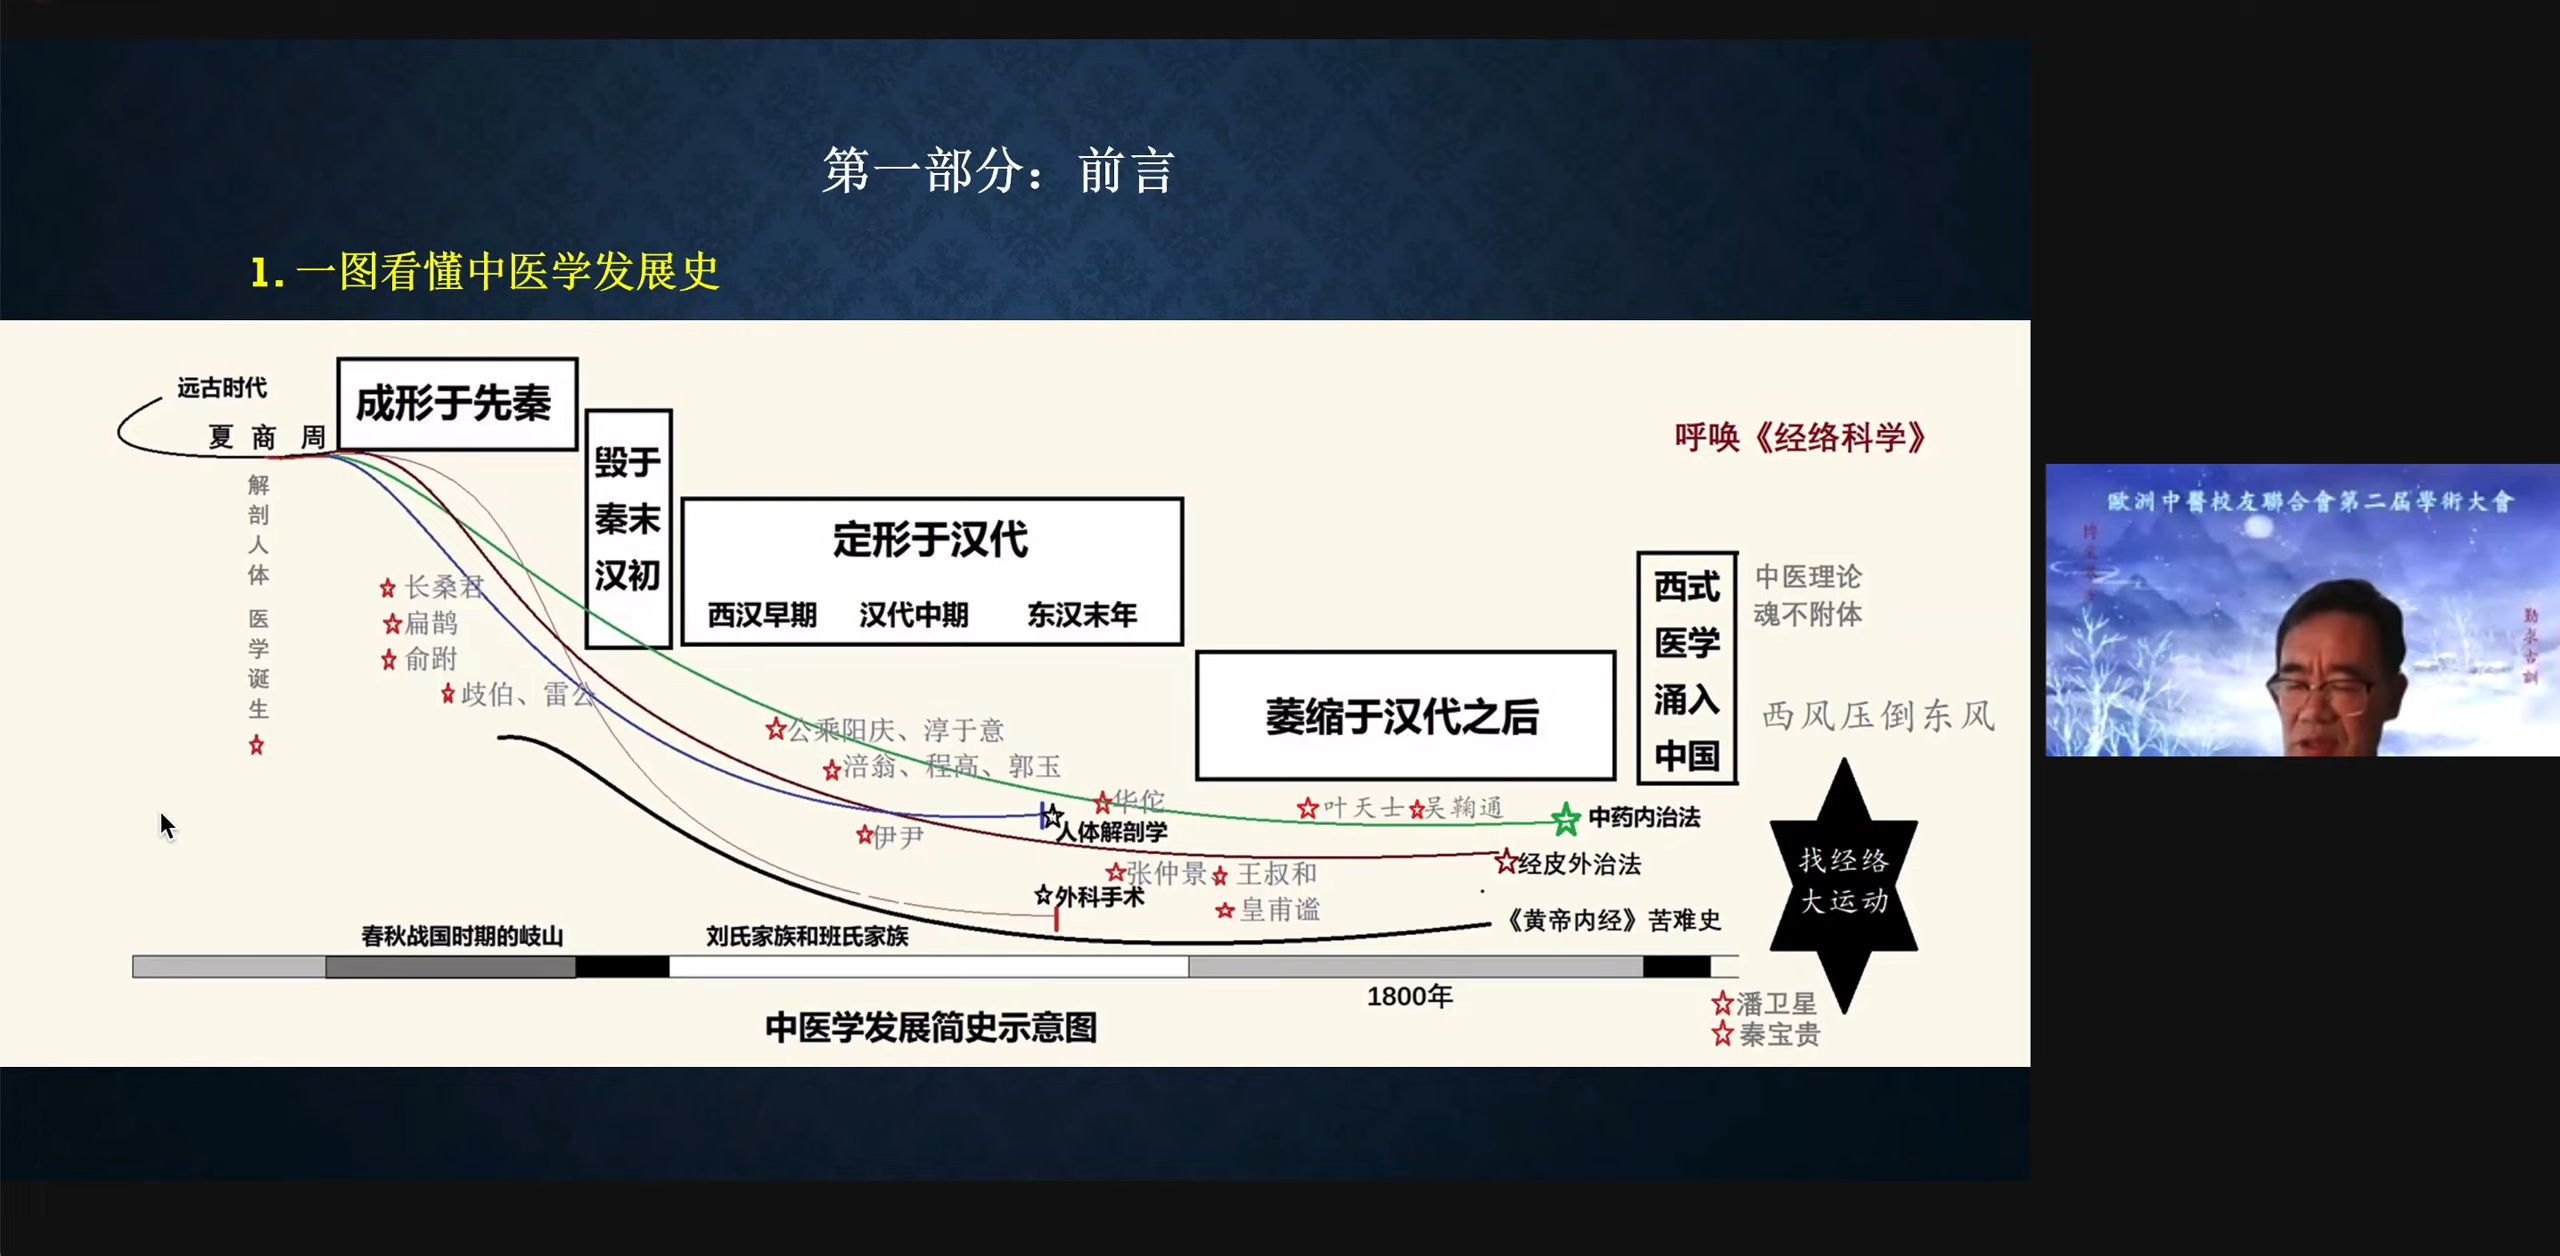 第一部分：前言
1. 一图看懂中医学发展史
远古时代
夏 商 周
成形于先秦
毁于
秦末
汉初
定形于汉代
西汉早期 汉代中期 东汉末年
萎缩于汉代之后
西式
医学
涌入
中国
呼唤《经络科学》
中医理论
魂不附体
西风压倒东风
解剖人体 医学诞生
长桑君
扁鹊
俞跗
歧伯、雷公
公乘阳庆、淳于意
涪翁、程高、郭玉
伊尹
华佗
人体解剖学
张仲景 王叔和
外科手术
皇甫谧
叶天士 吴鞠通
中药内治法
经皮外治法
《黄帝内经》苦难史
找经络
大运动
春秋战国时期的岐山
刘氏家族和班氏家族
1800年
中医学发展简史示意图
潘卫星
秦宝贵
歐洲中醫校友聯合會第二屆學術大會
勤求古訓